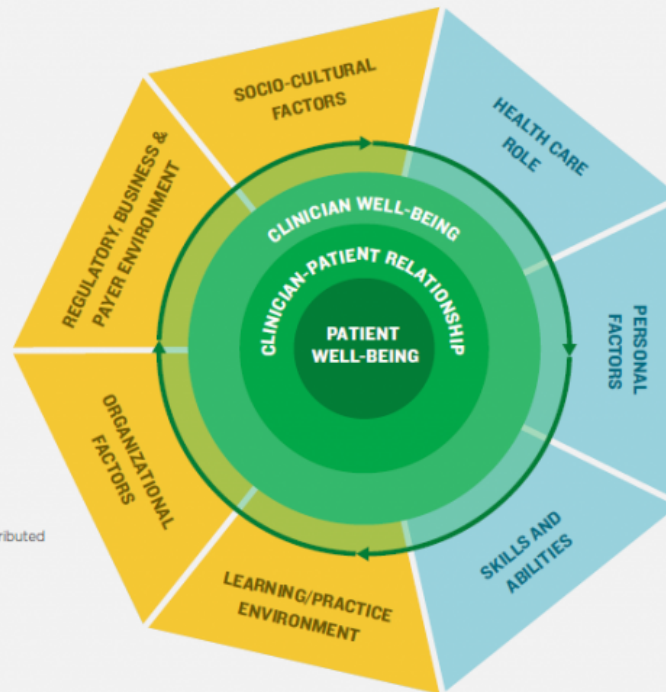 SOCIO-CULTURAL
FACTORS
HEALTH CARE
ROLE
REGULATORY, BUSINESS &
PAYER ENVIRONMENT
CLINICIAN WELL-BEING
CLINICIAN-PATIENT RELATIONSHIP
PATIENT
WELL-BEING
PERSONAL
FACTORS
ORGANIZATIONAL
FACTORS
ributed
SKILLS AND
ABILITIES
LEARNING/PRACTICE
ENVIRONMENT